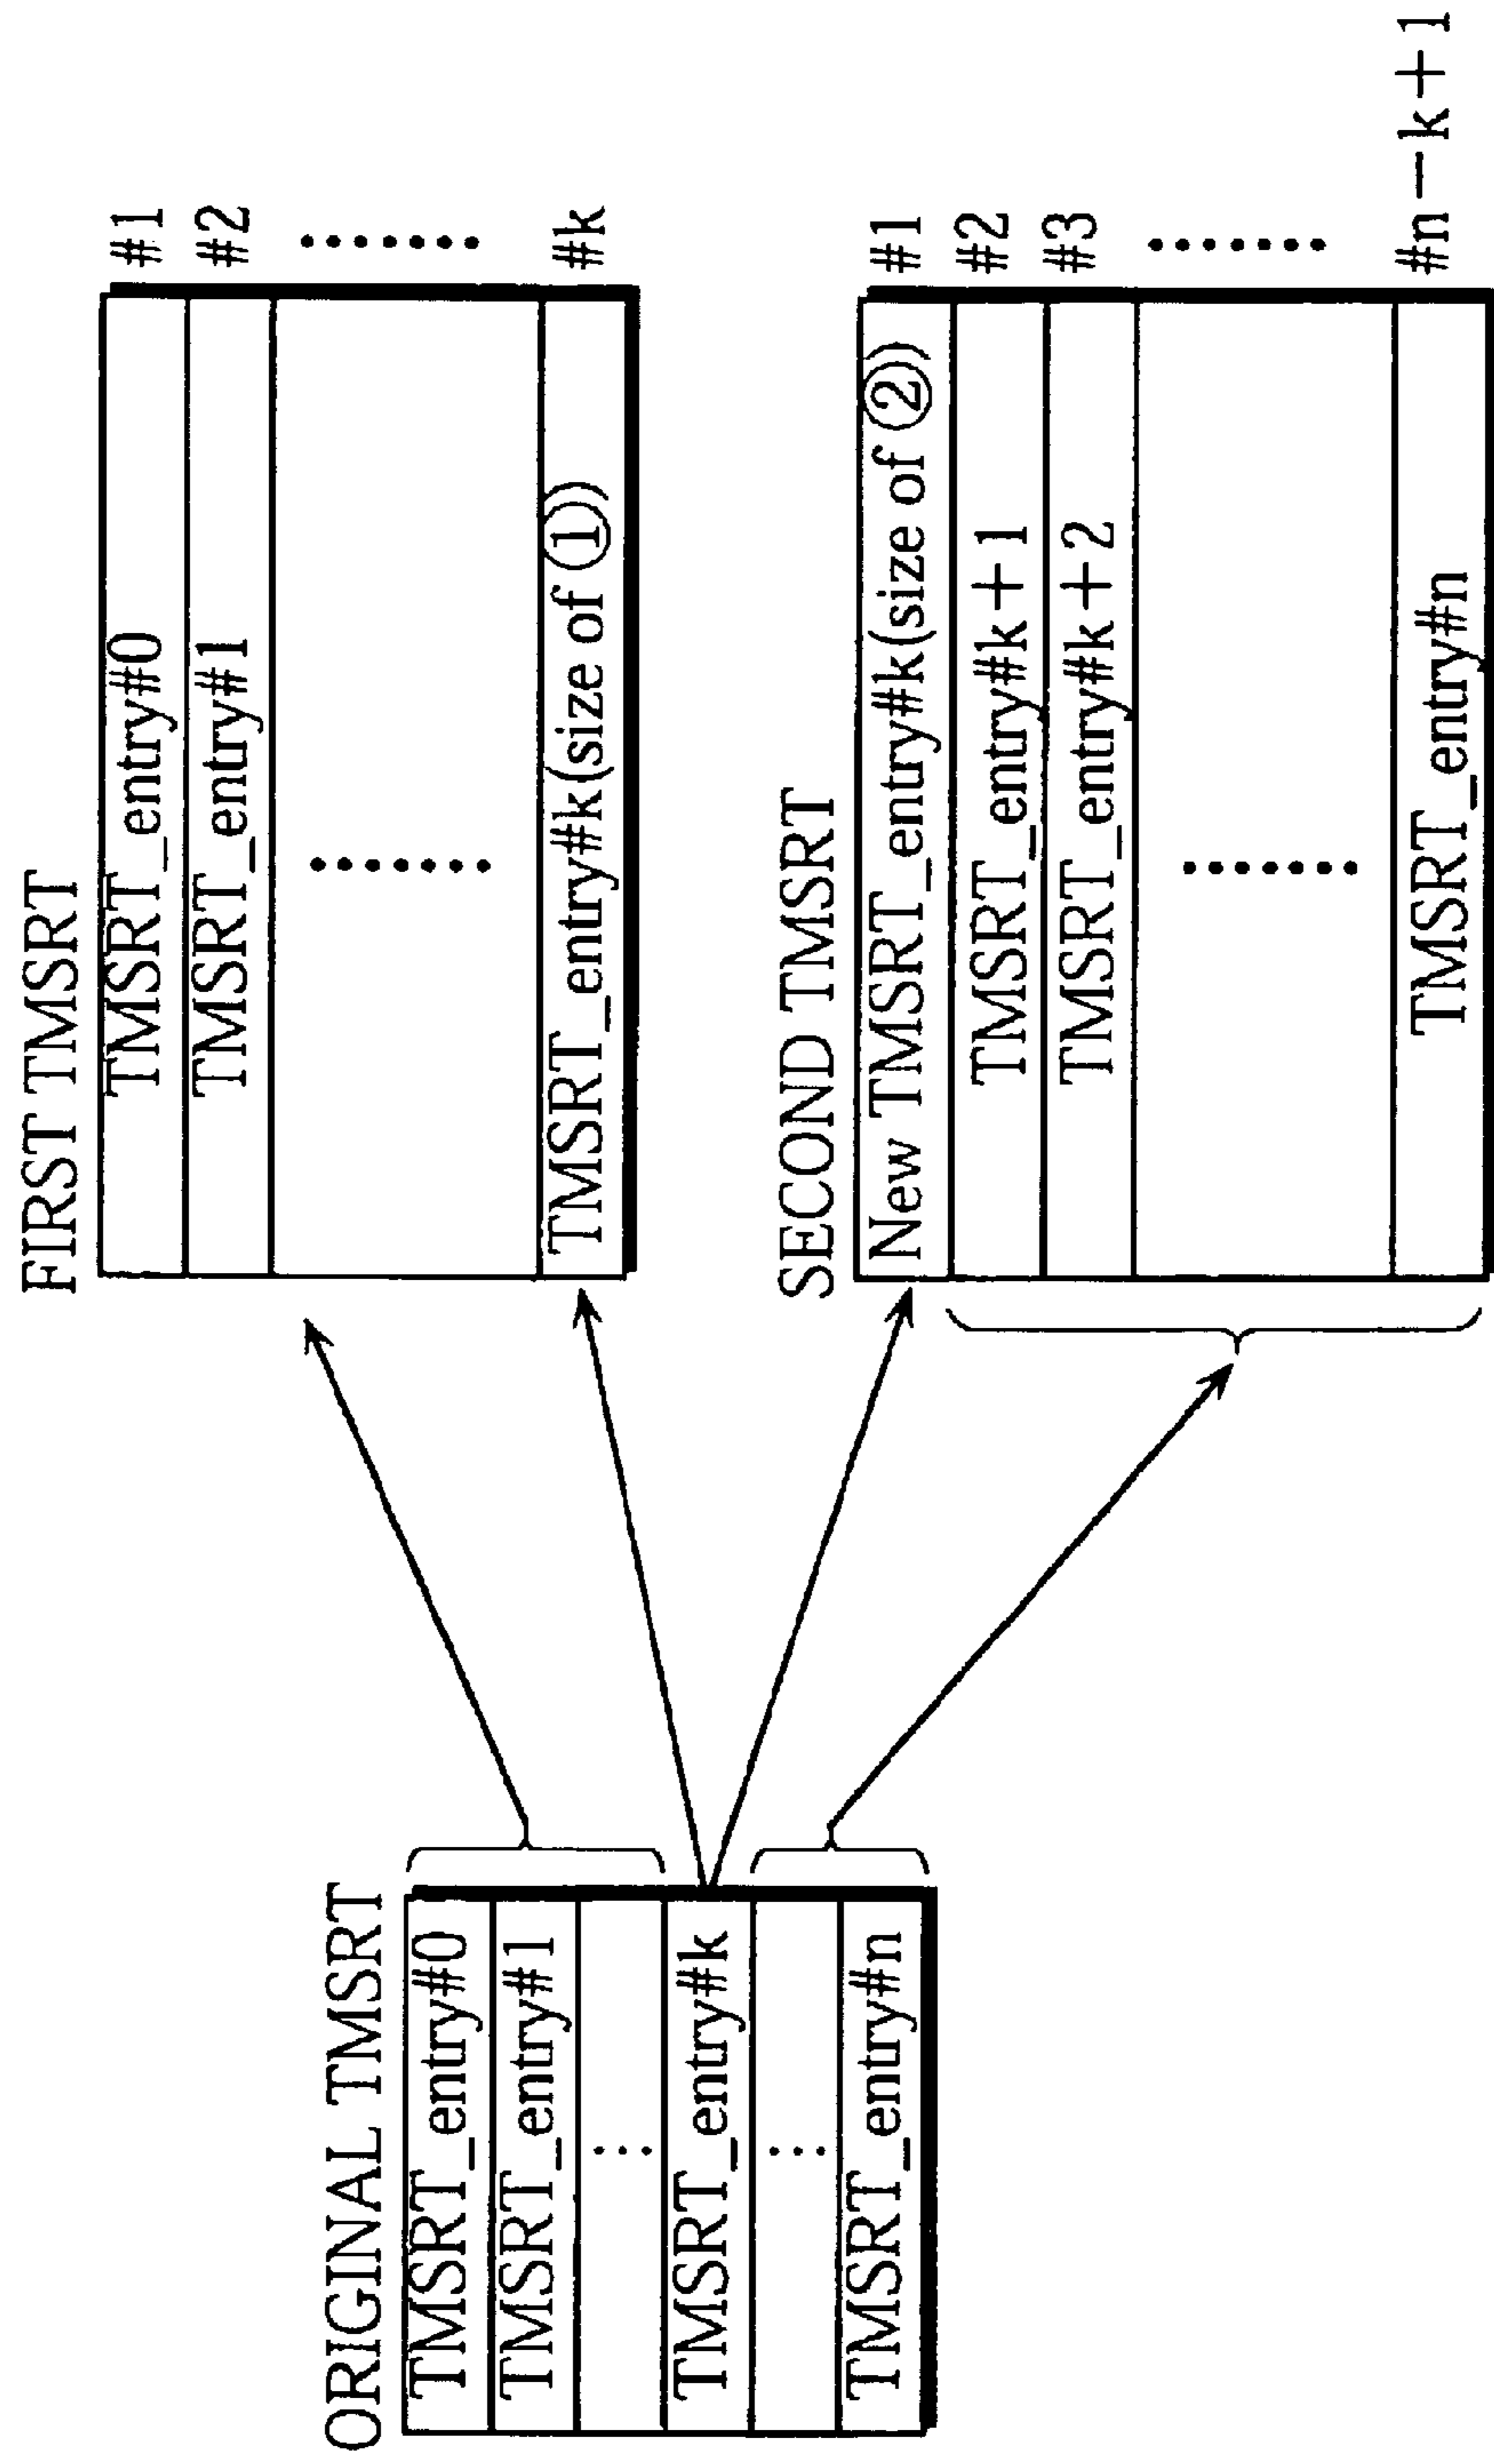 ORIGINAL TMSRT
TMSRT_entry#0
TMSRT_entry#1
...
TMSRT_entry#k
...
TMSRT_entry#n
FIRST TMSRT
TMSRT_entry#0 #1
TMSRT_entry#1 #2
....... .......
TMSRT_entry#k(size of ①) #k
SECOND TMSRT
New TMSRT_entry#k(size of ②) #1
TMSRT_entry#k+1 #2
TMSRT_entry#k+2 #3
....... .......
TMSRT_entry#n #n-k+1